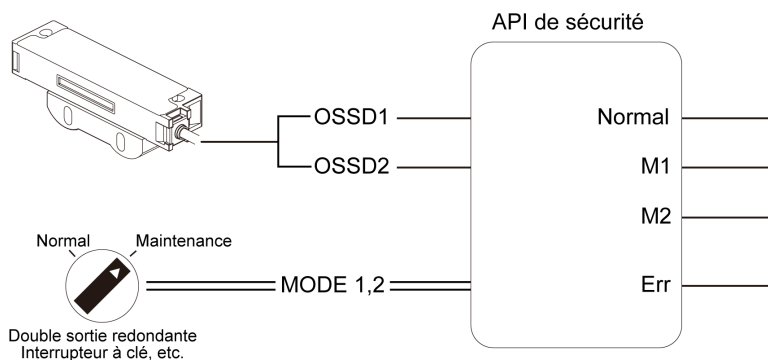 API de sécurité
OSSD1
OSSD2
Normal
M1
M2
Err
Normal
Maintenance
MODE 1,2
Double sortie redondante
Interrupteur à clé, etc.